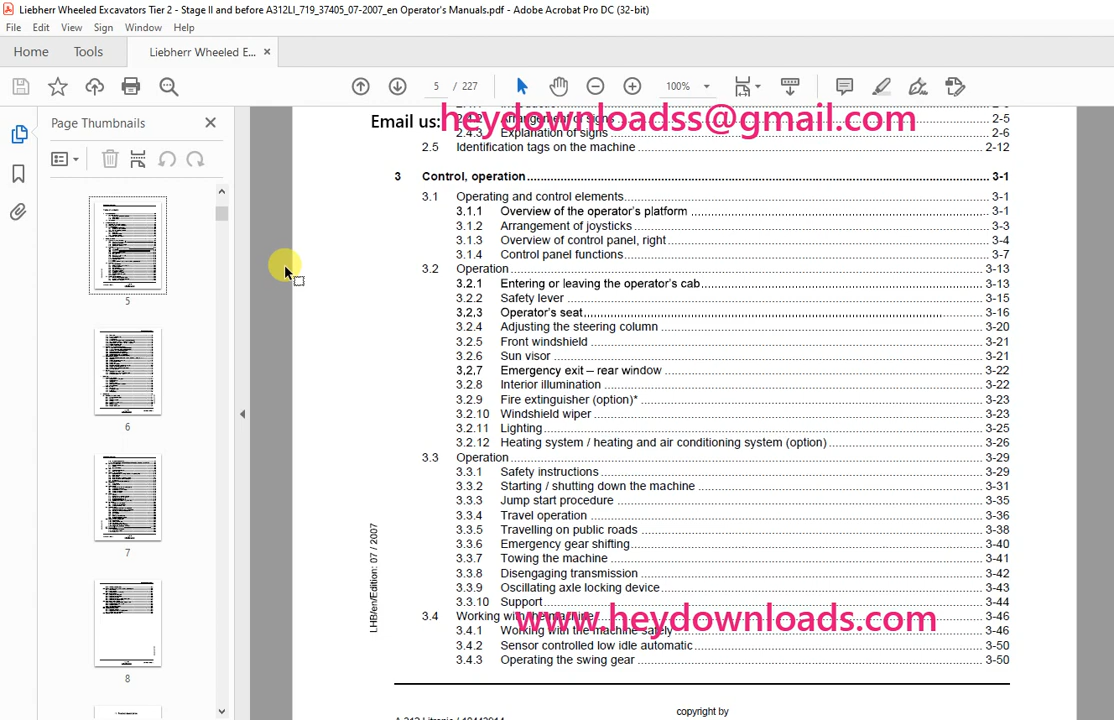 Liebherr Wheeled Excavators Tier 2 - Stage II and before A312LI_719_37405_07-2007_en Operator's Manuals.pdf - Adobe Acrobat Pro DC (32-bit)
File Edit View Sign Window Help
Home Tools Liebherr Wheeled E... ×
5 / 227 100%
Page Thumbnails
5
6
7
8
Email us: heydownloadss@gmail.com
2-5
2.4.3 Explanation of signs 2-6
2.5 Identification tags on the machine 2-12
3 Control, operation 3-1
3.1 Operating and control elements 3-1
3.1.1 Overview of the operator's platform 3-1
3.1.2 Arrangement of joysticks 3-3
3.1.3 Overview of control panel, right 3-4
3.1.4 Control panel functions 3-7
3.2 Operation 3-13
3.2.1 Entering or leaving the operator's cab 3-13
3.2.2 Safety lever 3-15
3.2.3 Operator's seat 3-16
3.2.4 Adjusting the steering column 3-20
3.2.5 Front windshield 3-21
3.2.6 Sun visor 3-21
3.2.7 Emergency exit – rear window 3-22
3.2.8 Interior illumination 3-22
3.2.9 Fire extinguisher (option)* 3-23
3.2.10 Windshield wiper 3-23
3.2.11 Lighting 3-25
3.2.12 Heating system / heating and air conditioning system (option) 3-26
3.3 Operation 3-29
3.3.1 Safety instructions 3-29
3.3.2 Starting / shutting down the machine 3-31
3.3.3 Jump start procedure 3-35
3.3.4 Travel operation 3-36
3.3.5 Travelling on public roads 3-38
3.3.6 Emergency gear shifting 3-40
3.3.7 Towing the machine 3-41
3.3.8 Disengaging transmission 3-42
3.3.9 Oscillating axle locking device 3-43
3.3.10 Support 3-44
www.heydownloads.com
3.4 Working with the machine 3-46
3.4.1 Working with the machine safely 3-46
3.4.2 Sensor controlled low idle automatic 3-50
3.4.3 Operating the swing gear 3-50
LHB/en/Edition: 07 / 2007
copyright by